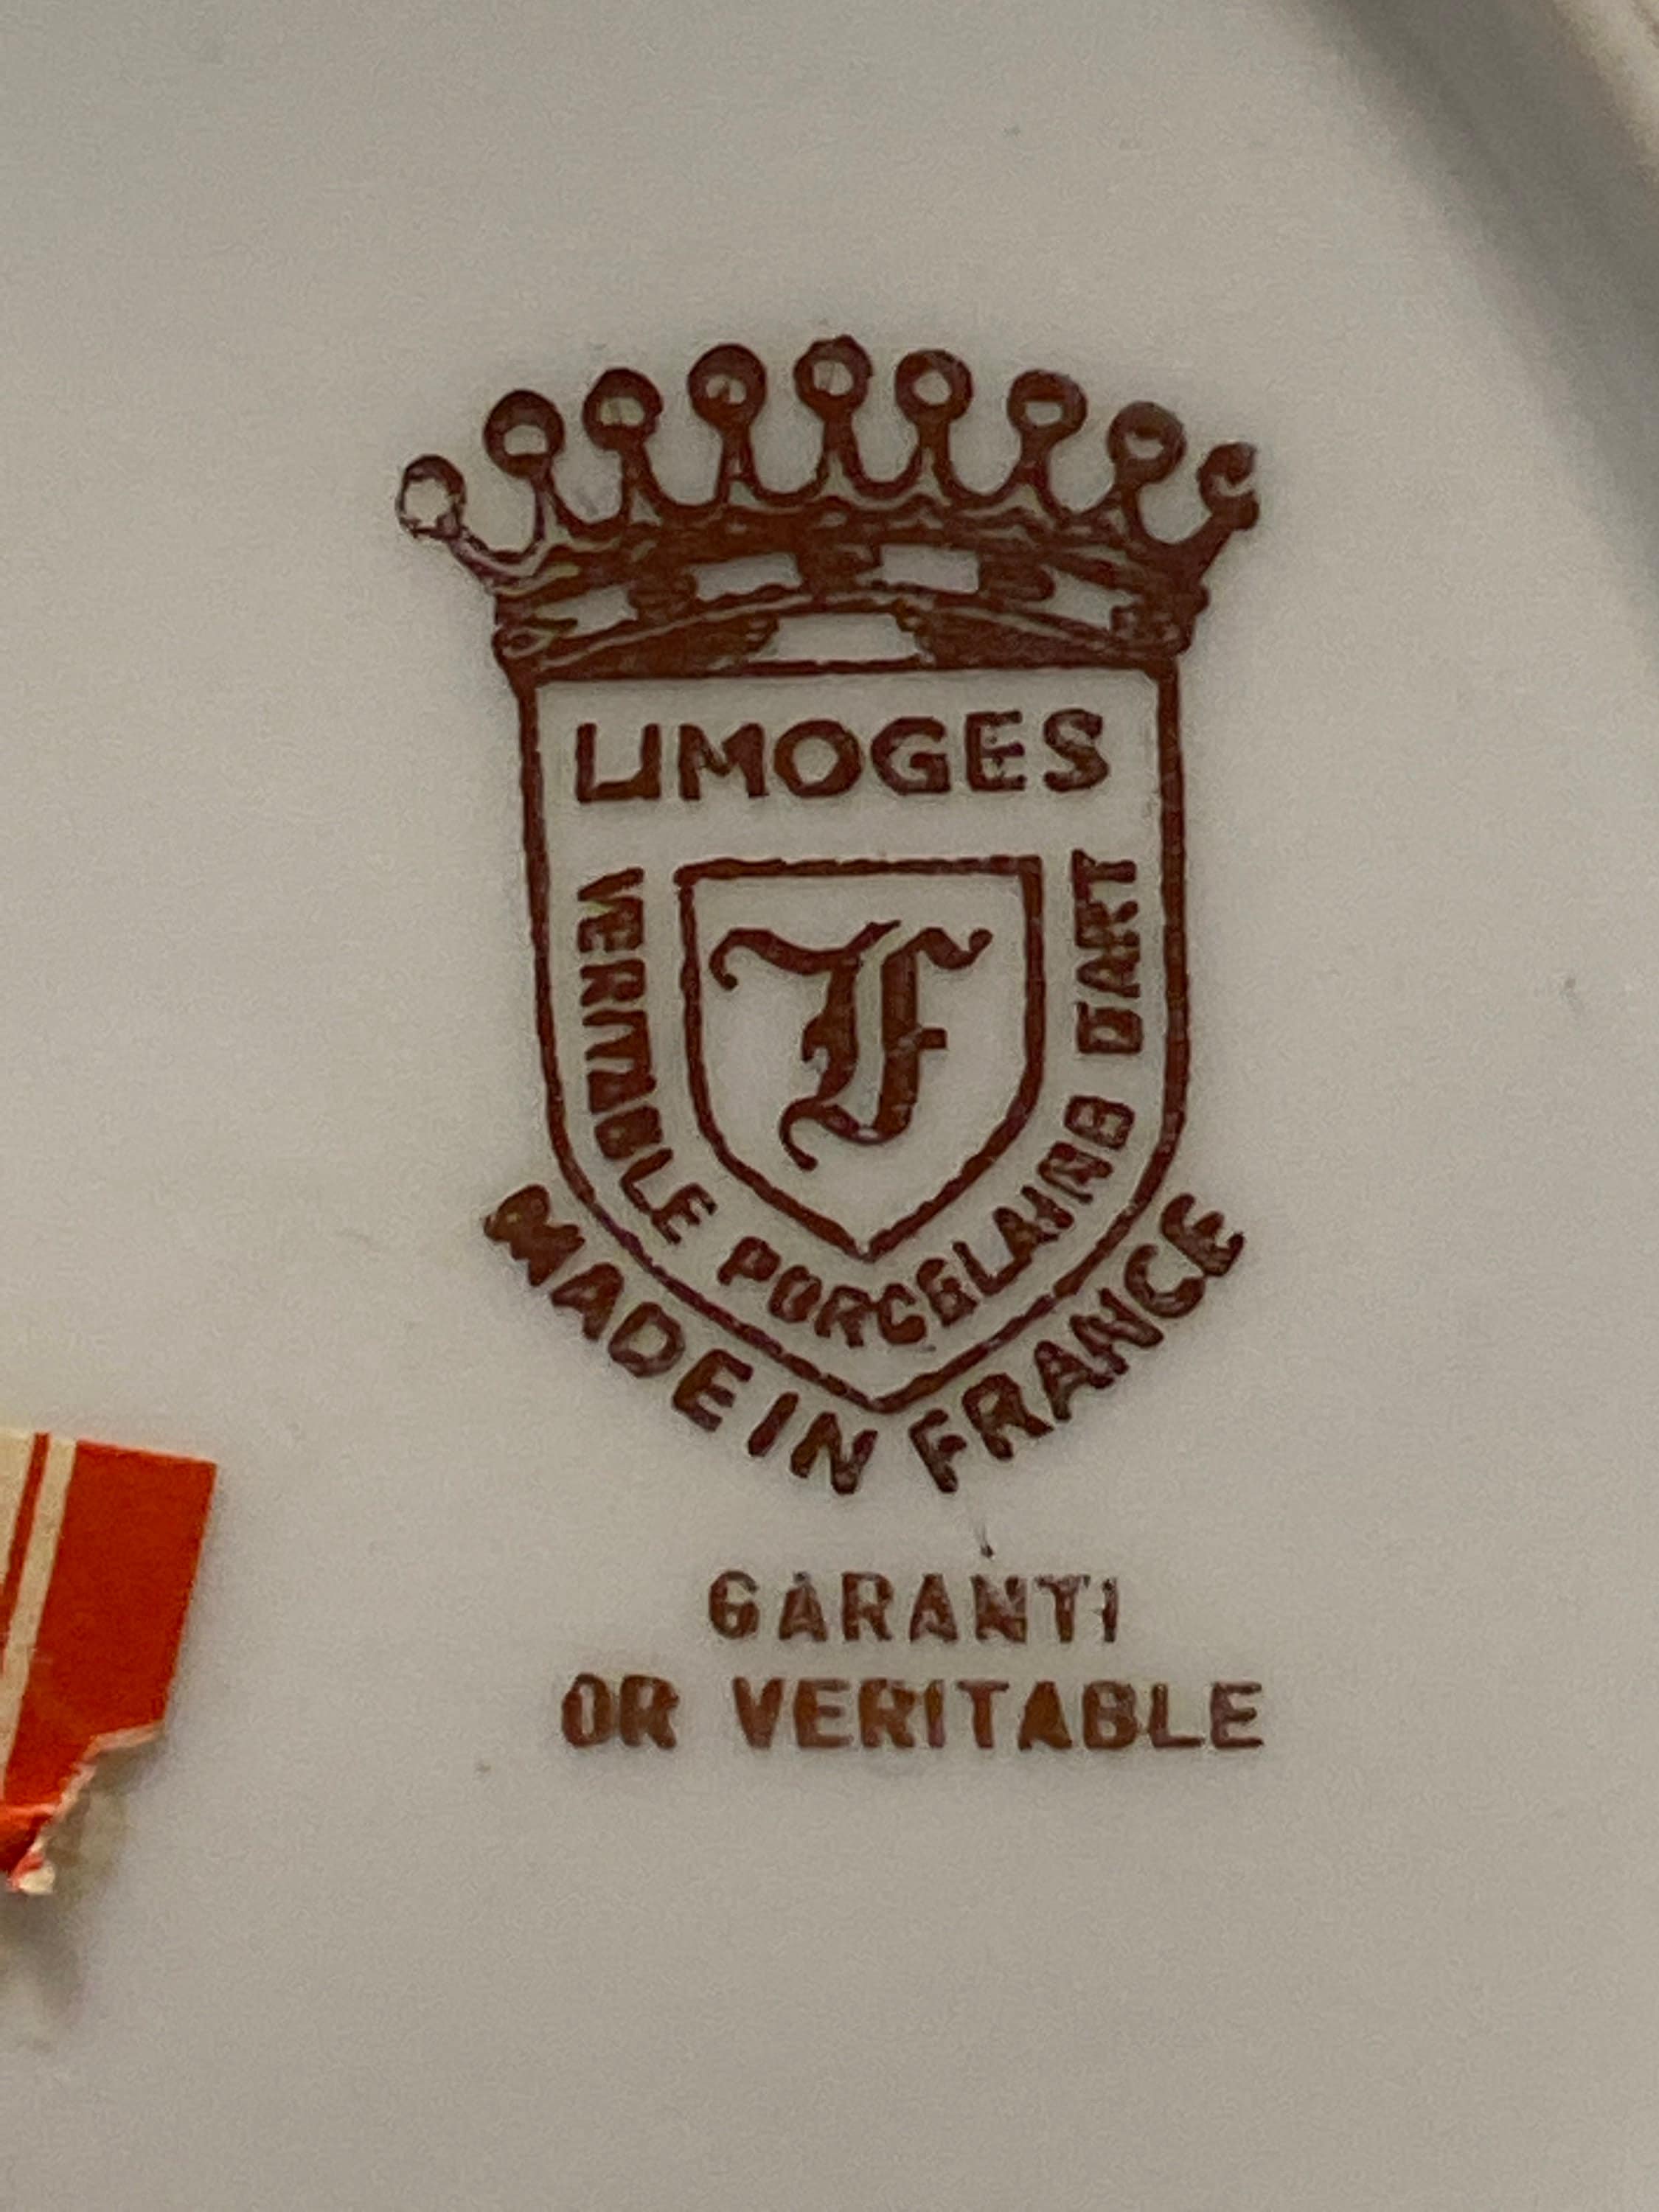 LIMOGES
VERITABLE PORCELAINE D'ART
F
MADE IN FRANCE
GARANTI
OR VERITABLE